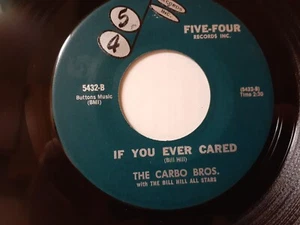 5
4
FIVE-FOUR
RECORDS INC.
5432-B
Buttons Music
(BMI)
(5432-B)
Time 2:30
IF YOU EVER CARED
(Bill Hill)
THE CARBO BROS.
with THE BILL HILL ALL STARS